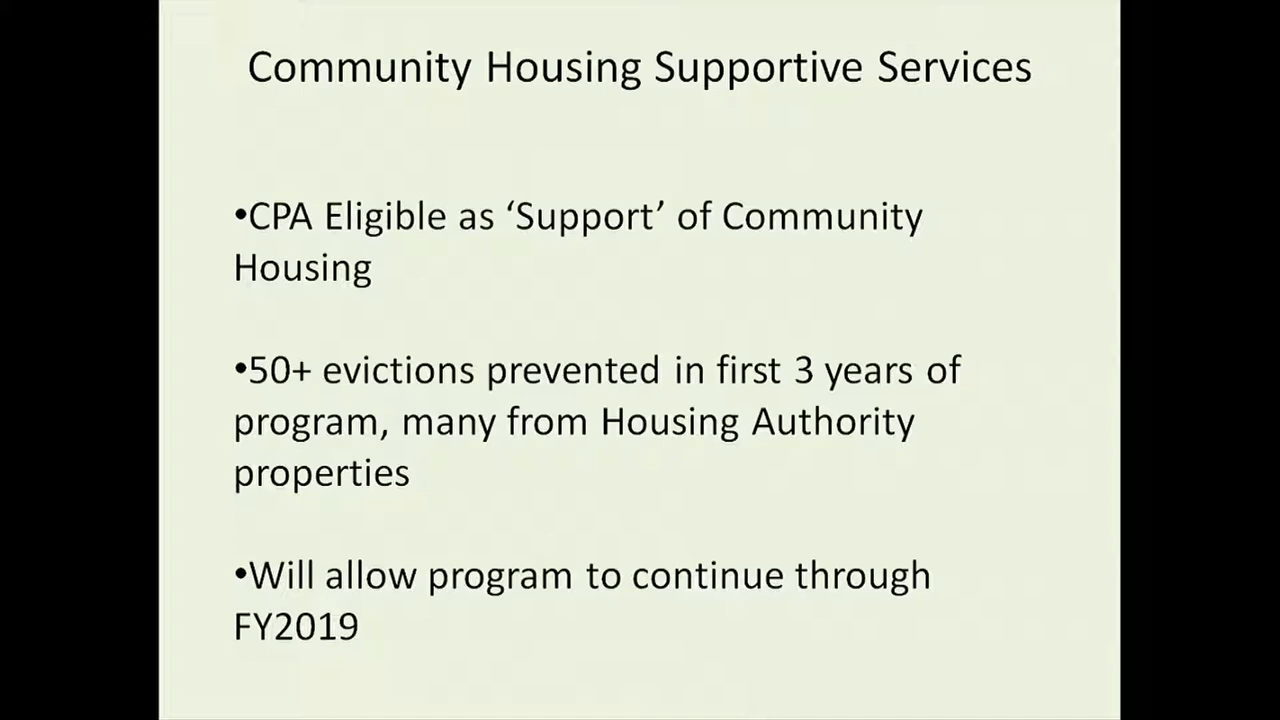 Community Housing Supportive Services
•CPA Eligible as ‘Support’ of Community
Housing
•50+ evictions prevented in first 3 years of
program, many from Housing Authority
properties
•Will allow program to continue through
FY2019